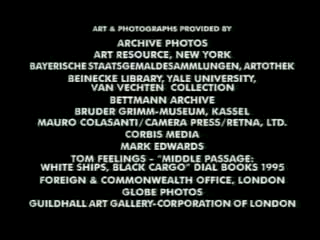 ART & PHOTOGRAPHS PROVIDED BY
ARCHIVE PHOTOS
ART RESOURCE, NEW YORK
BAYERISCHE STAATSGEMALDESAMMLUNGEN, ARTOTHEK
BEINECKE LIBRARY, YALE UNIVERSITY,
VAN VECHTEN COLLECTION
BETTMANN ARCHIVE
BRUDER GRIMM-MUSEUM, KASSEL
MAURO COLASANTI/CAMERA PRESS/RETNA, LTD.
CORBIS MEDIA
MARK EDWARDS
TOM FEELINGS - "MIDDLE PASSAGE:
WHITE SHIPS, BLACK CARGO" DIAL BOOKS 1995
FOREIGN & COMMONWEALTH OFFICE, LONDON
GLOBE PHOTOS
GUILDHALL ART GALLERY-CORPORATION OF LONDON